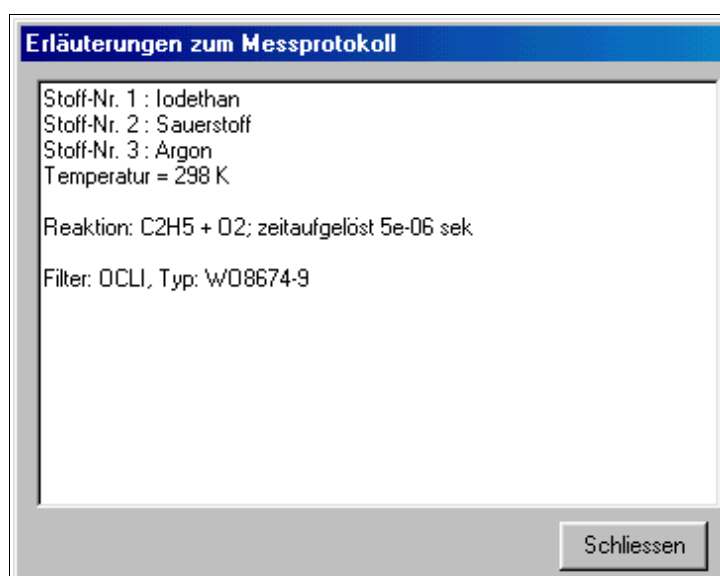 Erläuterungen zum Messprotokoll
Stoff-Nr. 1 : Iodethan
Stoff-Nr. 2 : Sauerstoff
Stoff-Nr. 3 : Argon
Temperatur = 298 K
Reaktion: C2H5 + O2; zeitaufgelöst 5e-06 sek
Filter: OCLI, Typ: WO8674-9
Schliessen